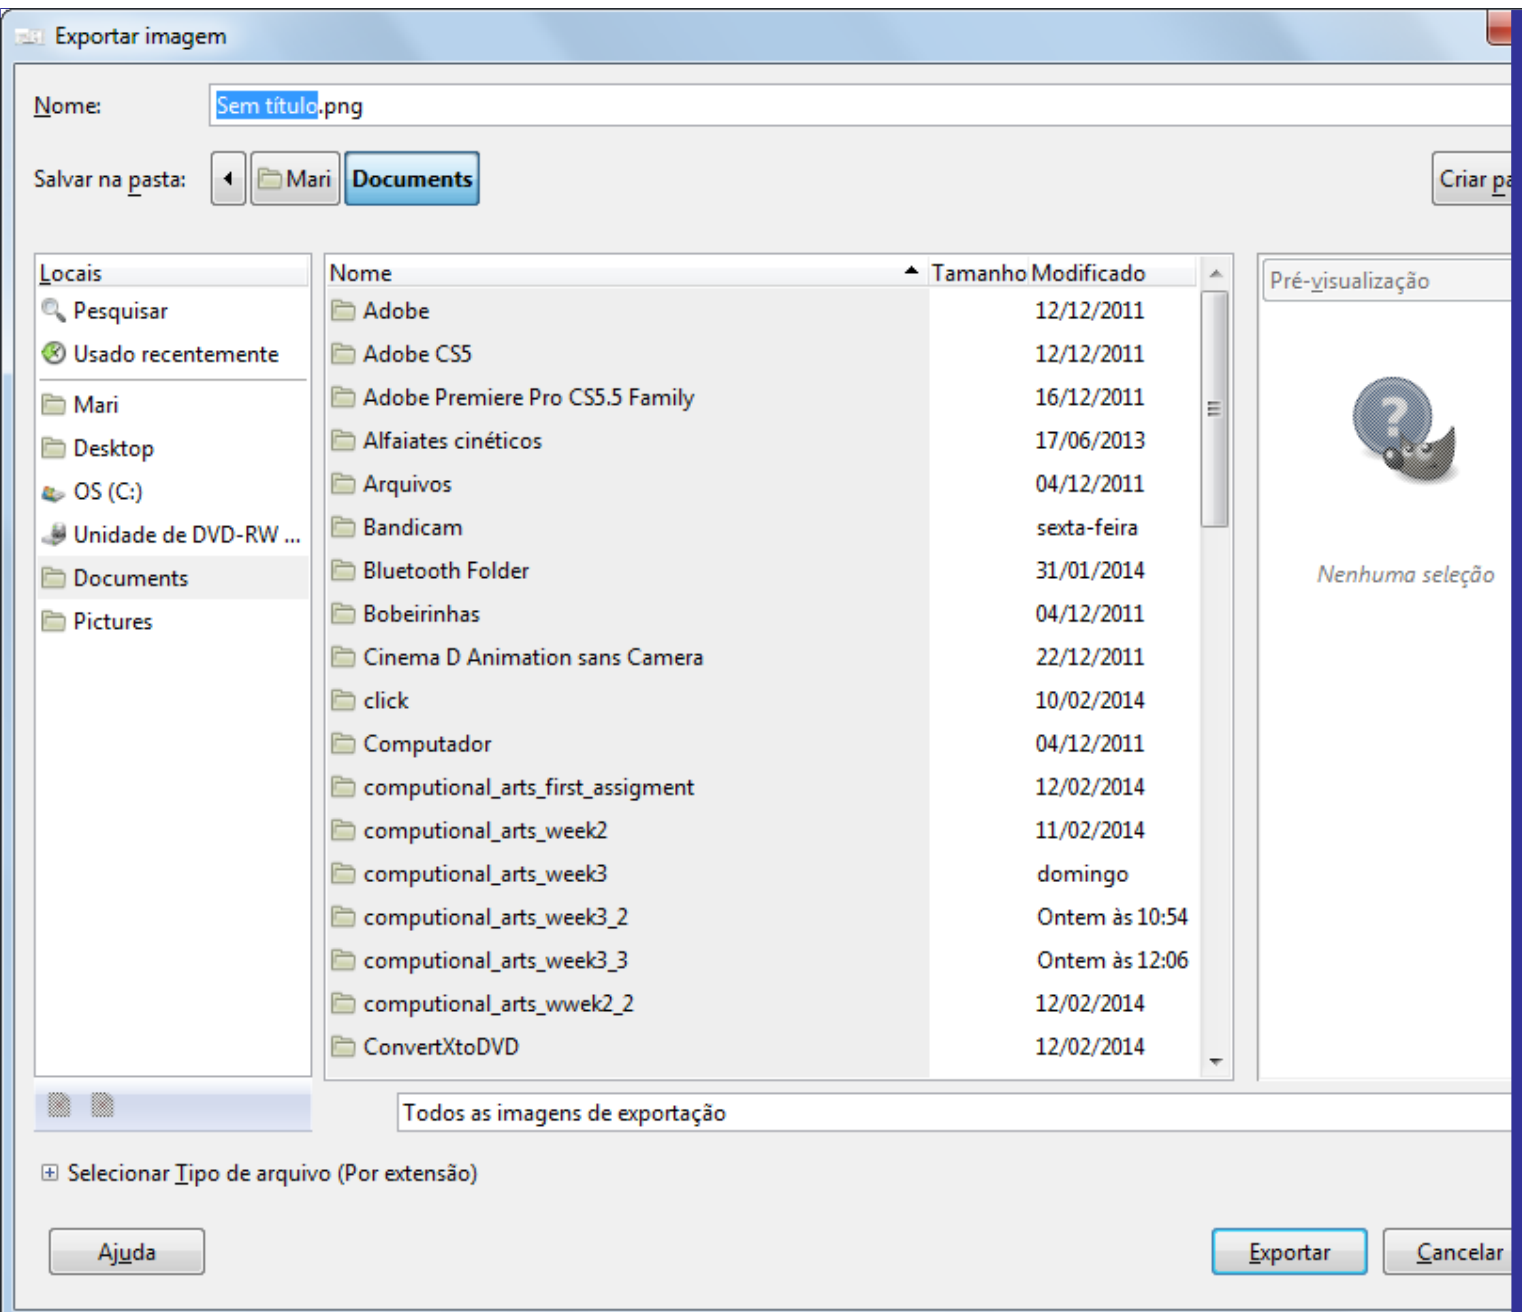 Exportar imagem
Nome: Sem título.png
Salvar na pasta: Mari Documents Criar
Locais
Pesquisar
Usado recentemente
Mari
Desktop
OS (C:)
Unidade de DVD-RW ...
Documents
Pictures
Nome Tamanho Modificado
Adobe 12/12/2011
Adobe CS5 12/12/2011
Adobe Premiere Pro CS5.5 Family 16/12/2011
Alfaiates cinéticos 17/06/2013
Arquivos 04/12/2011
Bandicam sexta-feira
Bluetooth Folder 31/01/2014
Bobeirinhas 04/12/2011
Cinema D Animation sans Camera 22/12/2011
click 10/02/2014
Computador 04/12/2011
computional_arts_first_assigment 12/02/2014
computional_arts_week2 11/02/2014
computional_arts_week3 domingo
computional_arts_week3_2 Ontem às 10:54
computional_arts_week3_3 Ontem às 12:06
computional_arts_wwek2_2 12/02/2014
ConvertXtoDVD 12/02/2014
Pré-visualização
Nenhuma seleção
Todos as imagens de exportação
Selecionar Tipo de arquivo (Por extensão)
Ajuda Exportar Cancelar